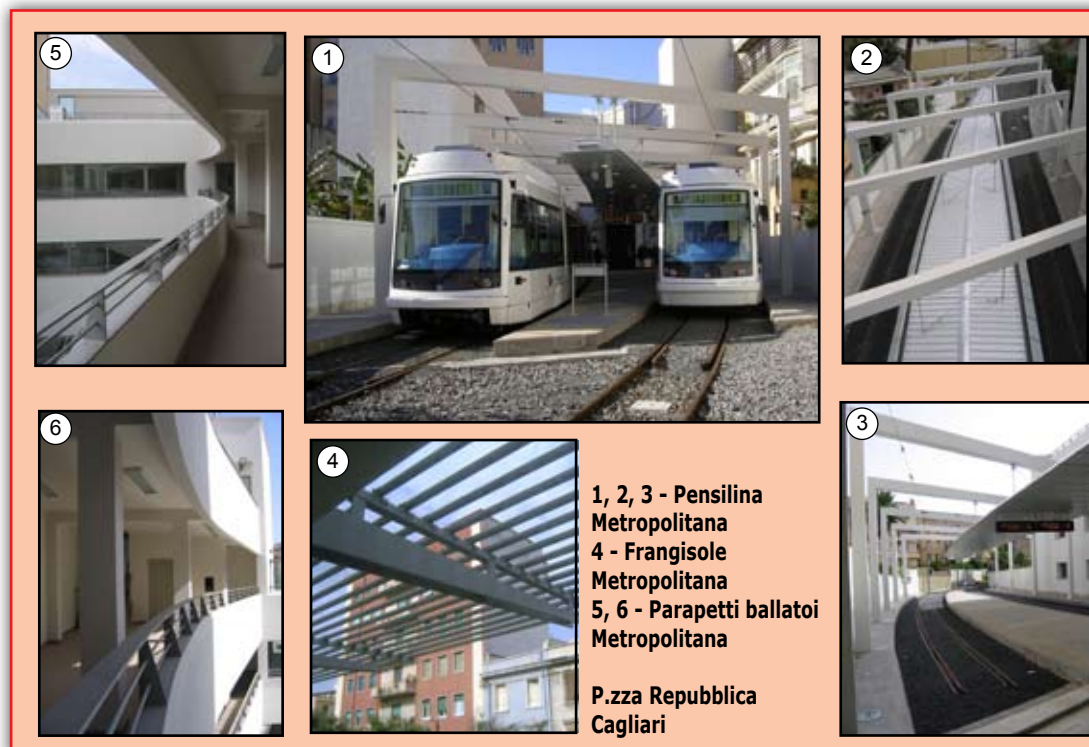 5
1
2
6
4
3
1, 2, 3 - Pensilina
Metropolitana
4 - Frangisole
Metropolitana
5, 6 - Parapetti ballatoi
Metropolitana
P.zza Repubblica
Cagliari